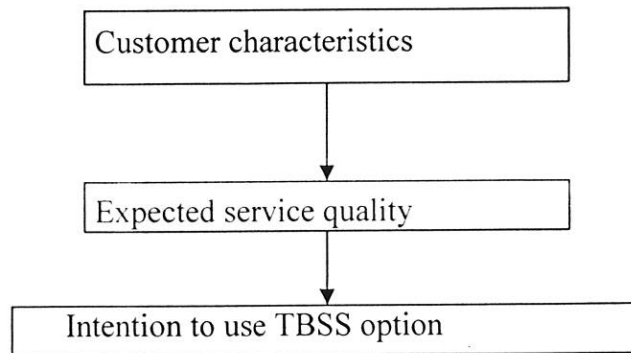 Customer characteristics
Expected service quality
Intention to use TBSS option